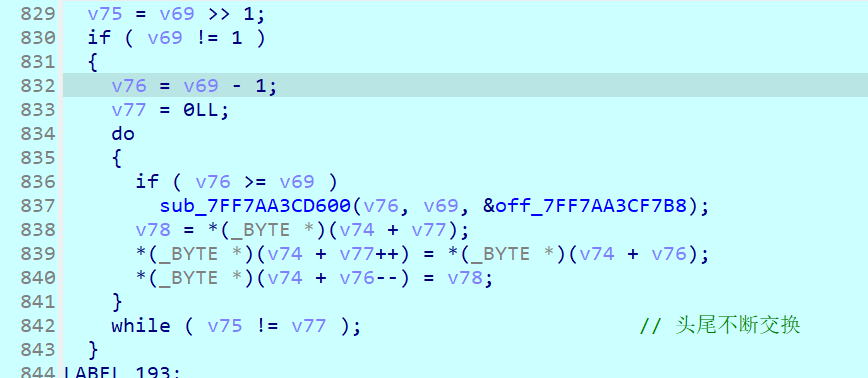 829 v75 = v69 >> 1;
830 if ( v69 != 1 )
831 {
832 v76 = v69 - 1;
833 v77 = 0LL;
834 do
835 {
836 if ( v76 >= v69 )
837 sub_7FF7AA3CD600(v76, v69, &off_7FF7AA3CF7B8);
838 v78 = *(_BYTE *)(v74 + v77);
839 *(_BYTE *)(v74 + v77++) = *(_BYTE *)(v74 + v76);
840 *(_BYTE *)(v74 + v76--) = v78;
841 }
842 while ( v75 != v77 ); // 头尾不断交换
843 }
844 LABEL_193: